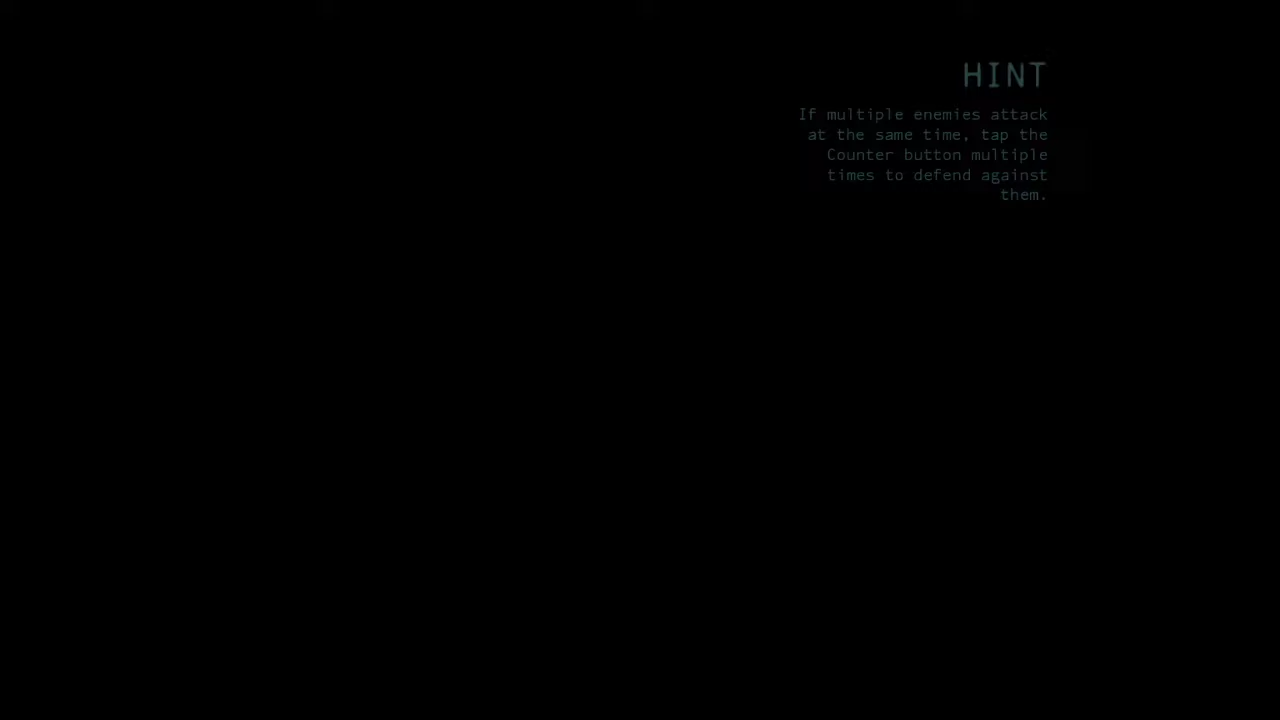 HINT
If multiple enemies attack
at the same time, tap the
Counter button multiple
times to defend against
them.